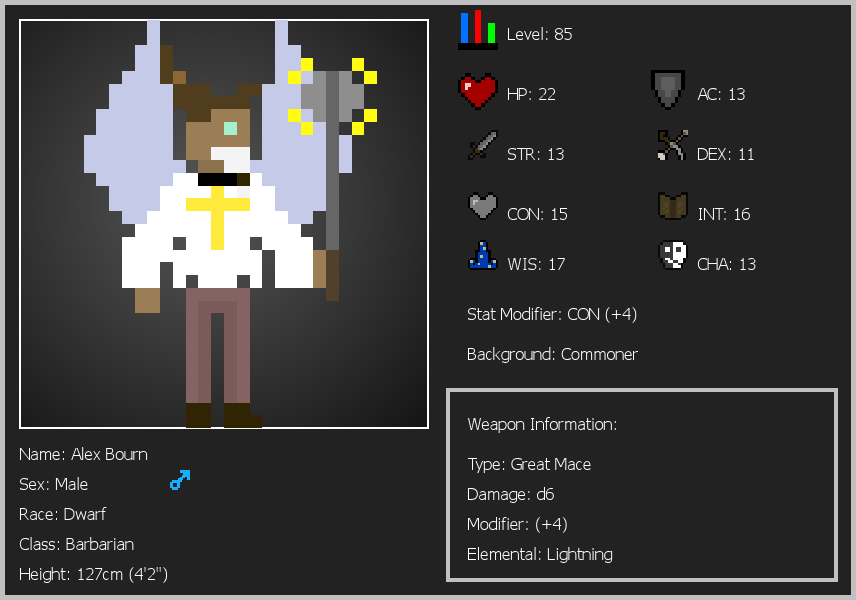 Level: 85
HP: 22
AC: 13
STR: 13
DEX: 11
CON: 15
INT: 16
WIS: 17
CHA: 13
Stat Modifier: CON (+4)
Background: Commoner
Weapon Information:
Type: Great Mace
Damage: d6
Modifier: (+4)
Elemental: Lightning
Name: Alex Bourn
Sex: Male
Race: Dwarf
Class: Barbarian
Height: 127cm (4'2")